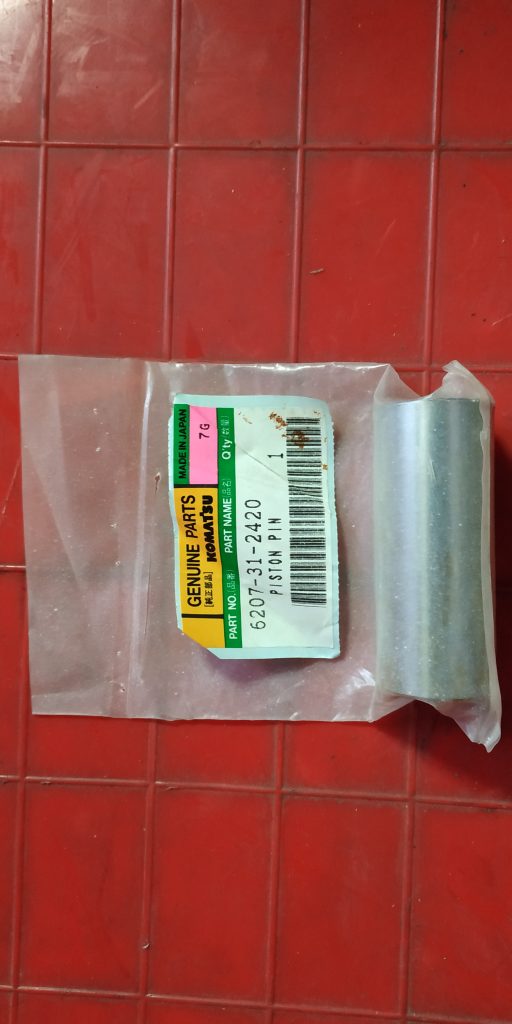 GENUINE PARTS
[純正部品] KOMATSU
MADE IN JAPAN
7G
PART NO.(品番) PART NAME(品名) Q'ty(数量)
6207-31-2420
PISTON PIN 1